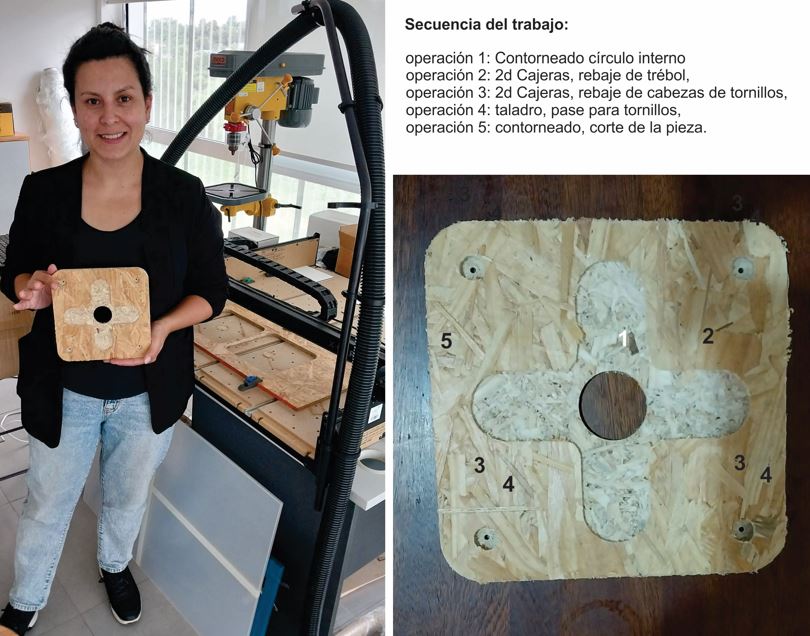 Secuencia del trabajo:
operación 1: Contorneado círculo interno
operación 2: 2d Cajeras, rebaje de trébol,
operación 3: 2d Cajeras, rebaje de cabezas de tornillos,
operación 4: taladro, pase para tornillos,
operación 5: contorneado, corte de la pieza.
3
3
5
1
2
3
4
3
4